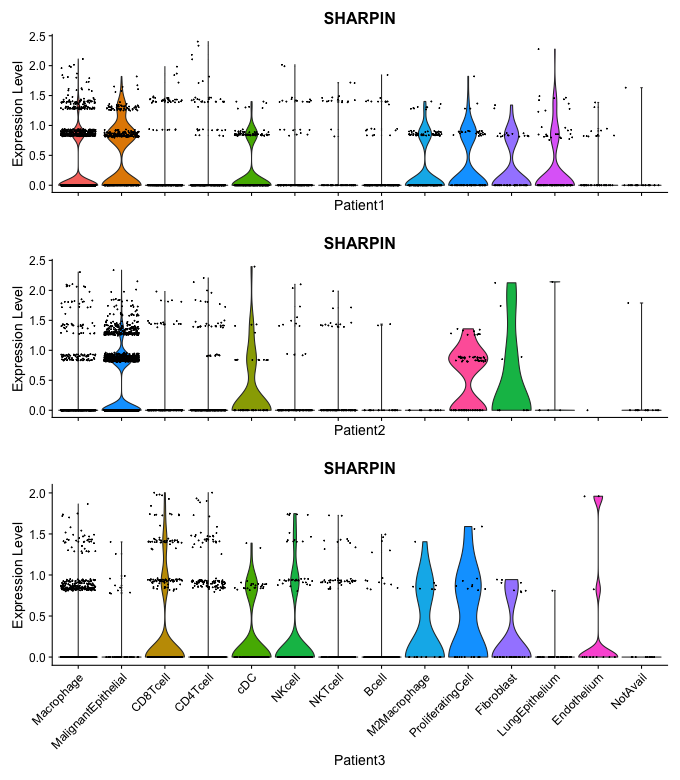 SHARPIN
2.5
2.0
1.5
1.0
0.5
0.0
Expression Level
Patient1
SHARPIN
2.5
2.0
1.5
1.0
0.5
0.0
Expression Level
Patient2
SHARPIN
2.0
1.5
1.0
0.5
0.0
Expression Level
Macrophage
MalignantEpithelial
CD8Tcell
CD4Tcell
cDC
NKcell
NKTcell
Bcell
M2Macrophage
ProliferatingCell
Fibroblast
LungEpithelium
Endothelium
NotAvail
Patient3